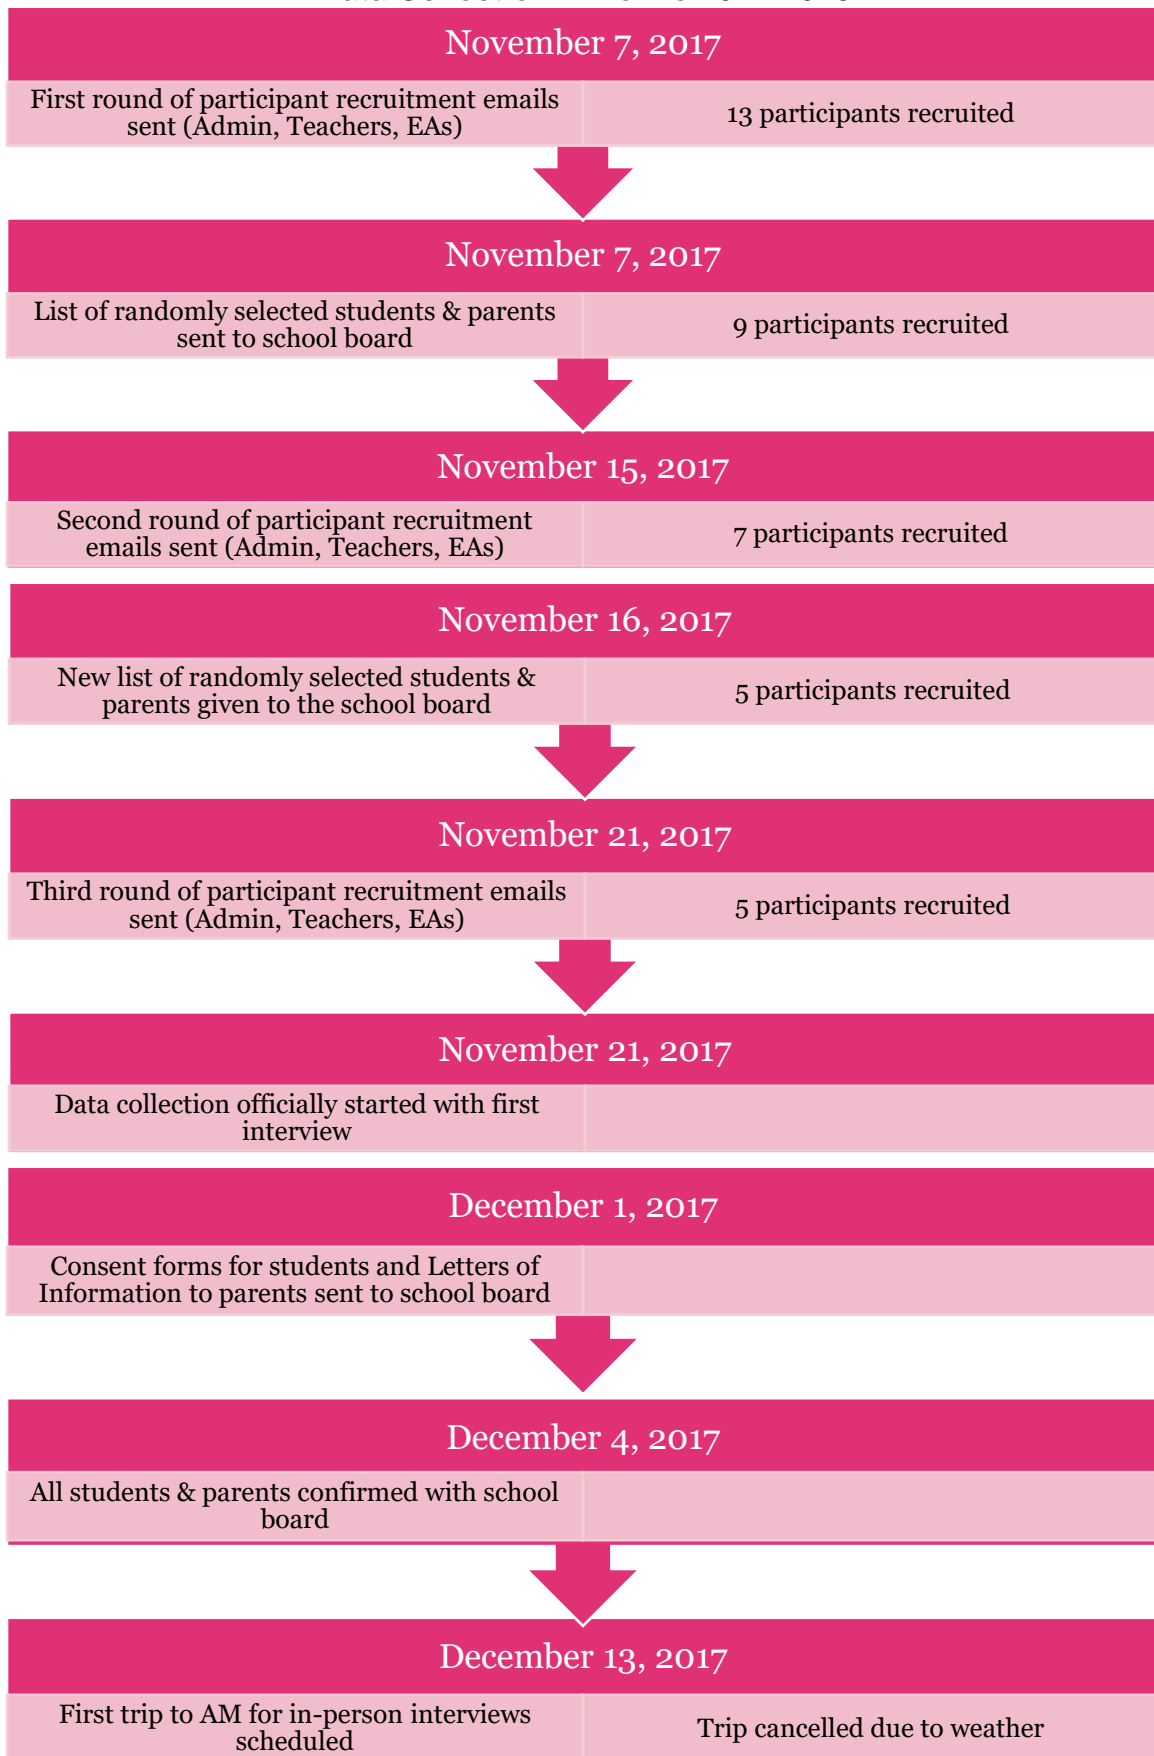 November 7, 2017
First round of participant recruitment emails
sent (Admin, Teachers, EAs)
13 participants recruited
November 7, 2017
List of randomly selected students & parents
sent to school board
9 participants recruited
November 15, 2017
Second round of participant recruitment
emails sent (Admin, Teachers, EAs)
7 participants recruited
November 16, 2017
New list of randomly selected students &
parents given to the school board
5 participants recruited
November 21, 2017
Third round of participant recruitment emails
sent (Admin, Teachers, EAs)
5 participants recruited
November 21, 2017
Data collection officially started with first
interview
December 1, 2017
Consent forms for students and Letters of
Information to parents sent to school board
December 4, 2017
All students & parents confirmed with school
board
December 13, 2017
First trip to AM for in-person interviews
scheduled
Trip cancelled due to weather